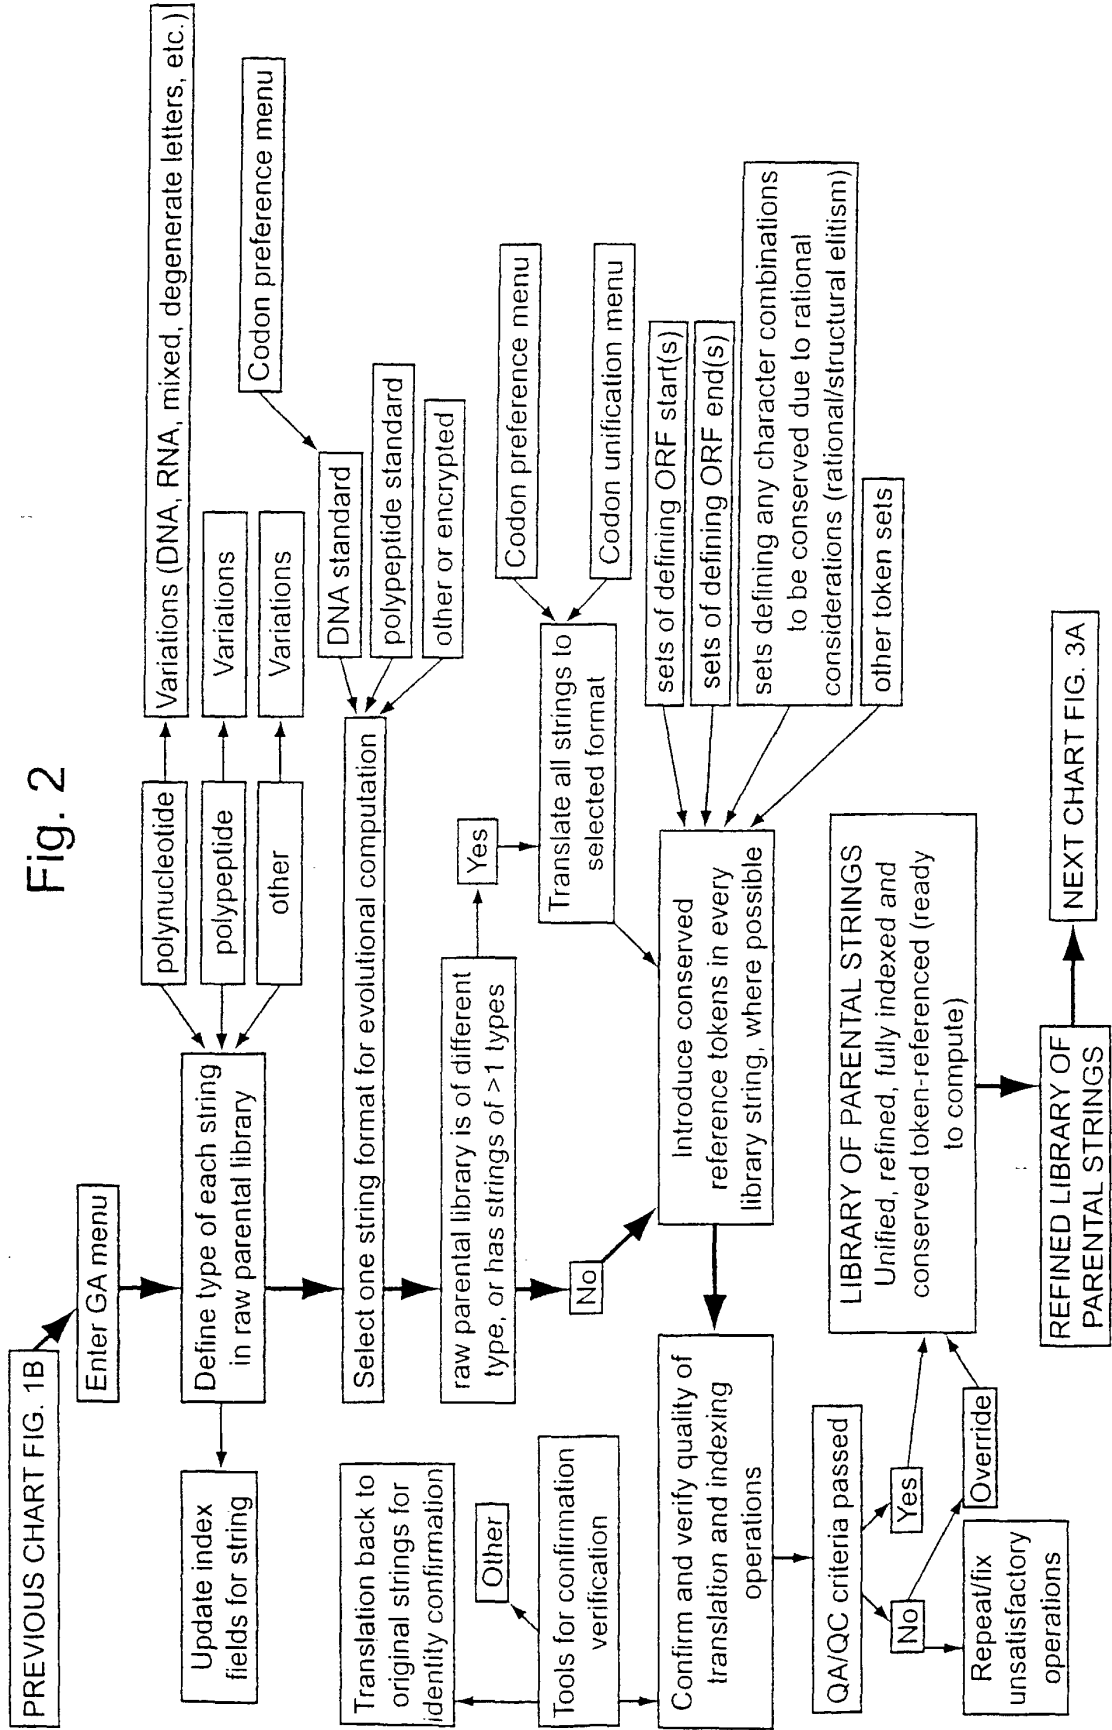 Fig. 2
PREVIOUS CHART FIG. 1B
Enter GA menu
Update index
fields for string
Define type of each string
in raw parental library
polynucleotide
polypeptide
other
Variations (DNA, RNA, mixed, degenerate letters, etc.)
Variations
Variations
Codon preference menu
DNA standard
polypeptide standard
other or encrypted
Select one string format for evolutional computation
raw parental library is of different
type, or has strings of >1 types
Yes
No
Codon preference menu
Codon unification menu
Translate all strings to
selected format
sets of defining ORF start(s)
sets of defining ORF end(s)
sets defining any character combinations
to be conserved due to rational
considerations (rational/structural elitism)
other token sets
Introduce conserved
reference tokens in every
library string, where possible
Translation back to
original strings for
identity confirmation
Other
Tools for confirmation
verification
Confirm and verify quality of
translation and indexing
operations
QA/QC criteria passed
Yes
No
Override
Repeat/fix
unsatisfactory
operations
LIBRARY OF PARENTAL STRINGS
Unified, refined, fully indexed and
conserved token-referenced (ready
to compute)
REFINED LIBRARY OF
PARENTAL STRINGS
NEXT CHART FIG. 3A